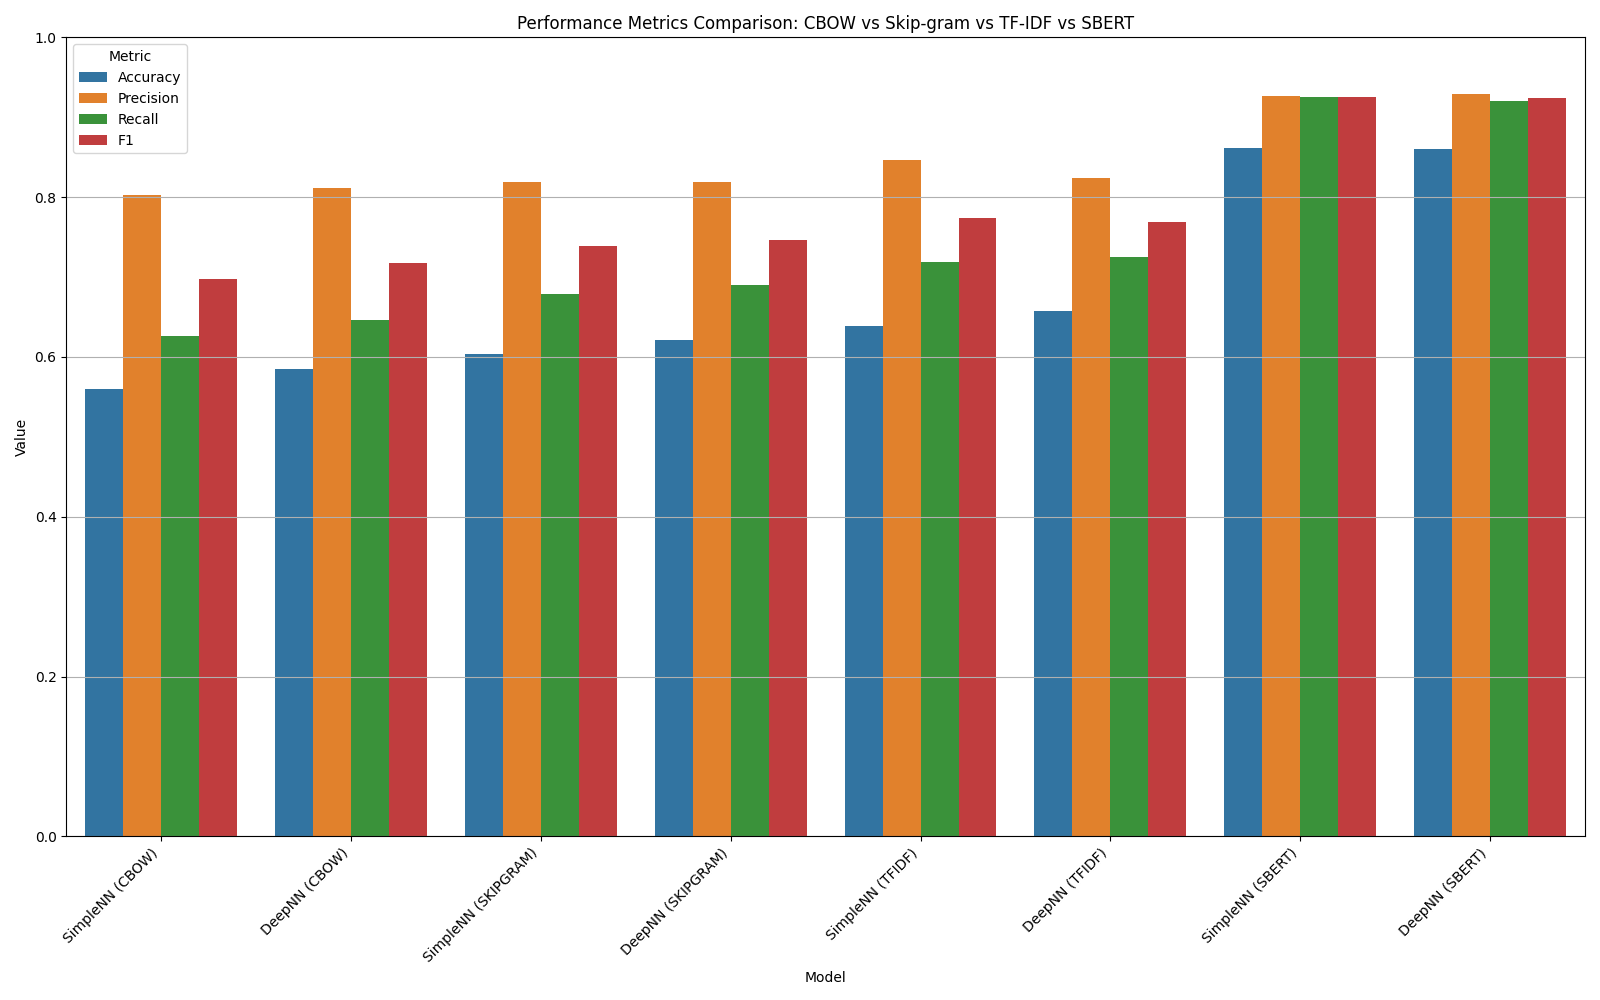 Performance Metrics Comparison: CBOW vs Skip-gram vs TF-IDF vs SBERT
Metric
Accuracy
Precision
Recall
F1
Value
1.0
0.8
0.6
0.4
0.2
0.0
SimpleNN (CBOW)
DeepNN (CBOW)
SimpleNN (SKIPGRAM)
DeepNN (SKIPGRAM)
SimpleNN (TFIDF)
DeepNN (TFIDF)
SimpleNN (SBERT)
DeepNN (SBERT)
Model